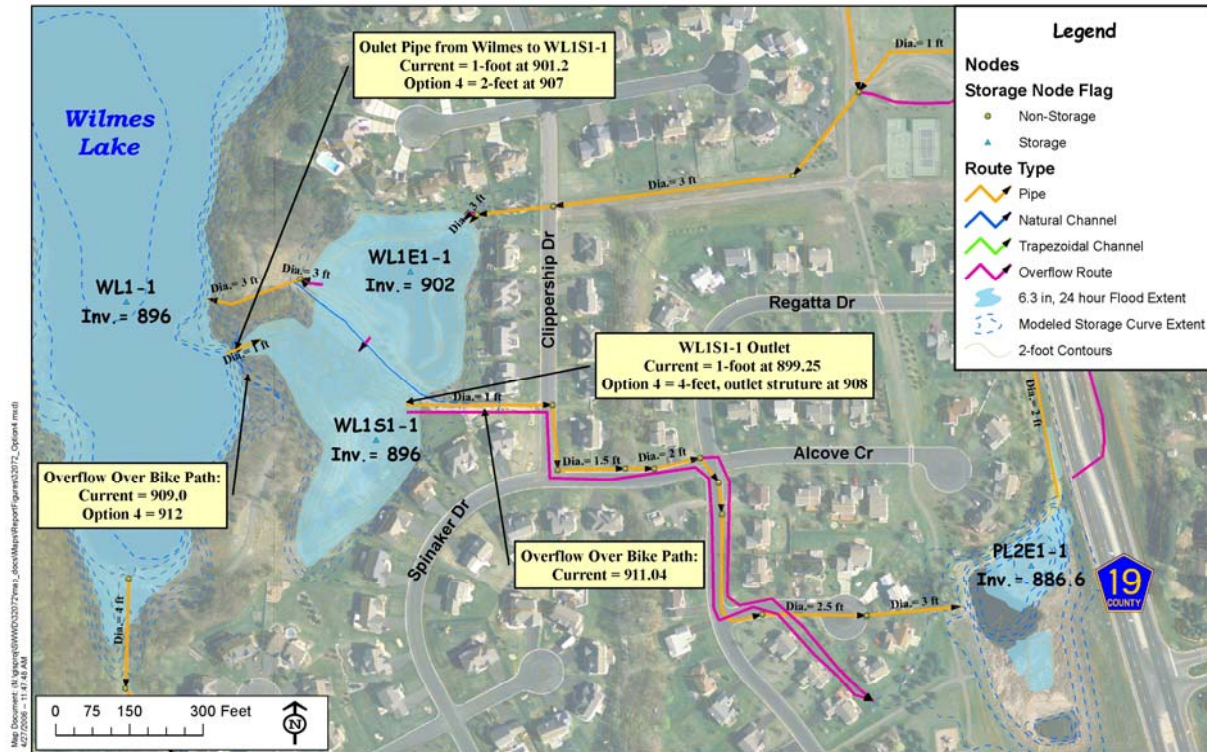 Oulet Pipe from Wilmes to WL1S1-1
Current = 1-foot at 901.2
Option 4 = 2-feet at 907
Dia.= 1 ft
Wilmes
Lake
Dia.= 3 ft
Dia.= 3 ft
WL1E1-1
Inv.= 902
Clippership Dr
WL1-1
Inv.= 896
Dia.= 3 ft
Dia.= 3 ft
Regatta Dr
Dia.= 1 ft
WL1S1-1 Outlet
Current = 1-foot at 899.25
Option 4 = 4-feet, outlet struture at 908
Dia.= 1 ft
WL1S1-1
Inv.= 896
Dia.= 1.5 ft
Dia.= 2 ft
Alcove Cr
Dia.= 2 ft
Overflow Over Bike Path:
Current = 909.0
Option 4 = 912
Spinaker Dr
Overflow Over Bike Path:
Current = 911.04
PL2E1-1
Inv.= 886.6
19
COUNTY
Dia.= 2.5 ft
Dia.= 3 ft
Dia.= 4 ft
0 75 150 300 Feet
N
Legend
Nodes
Storage Node Flag
Non-Storage
Storage
Route Type
Pipe
Natural Channel
Trapezoidal Channel
Overflow Route
6.3 in, 24 hour Flood Extent
Modeled Storage Curve Extent
2-foot Contours
4/27/2006 -- 11:47:48 AM